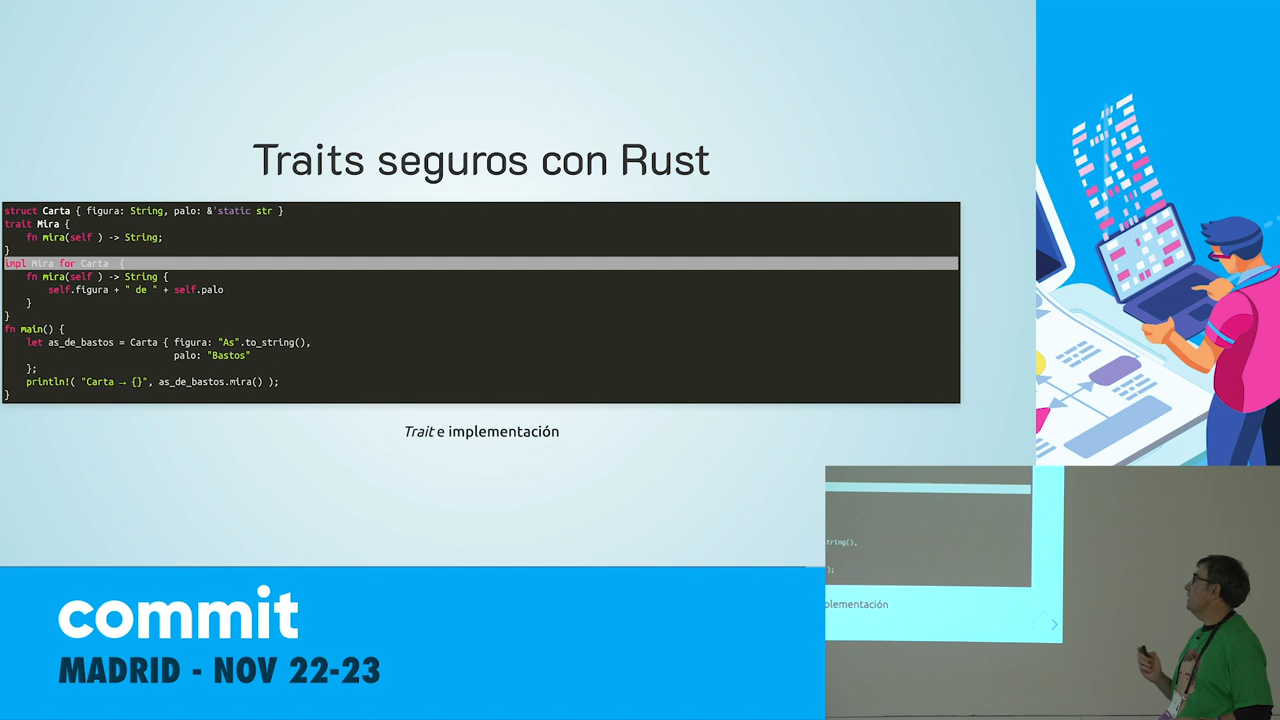 Traits seguros con Rust
struct Carta { figura: String, palo: &'static str }
trait Mira {
    fn mira(self ) -> String;
}
impl Mira for Carta  {
    fn mira(self ) -> String {
        self.figura + " de " + self.palo
    }
}
fn main() {
    let as_de_bastos = Carta { figura: "As".to_string(),
                               palo: "Bastos"
    };
    println!( "Carta → {}", as_de_bastos.mira() );
}
Trait e implementación
tring(),
);
plementación
commit
MADRID - NOV 22-23